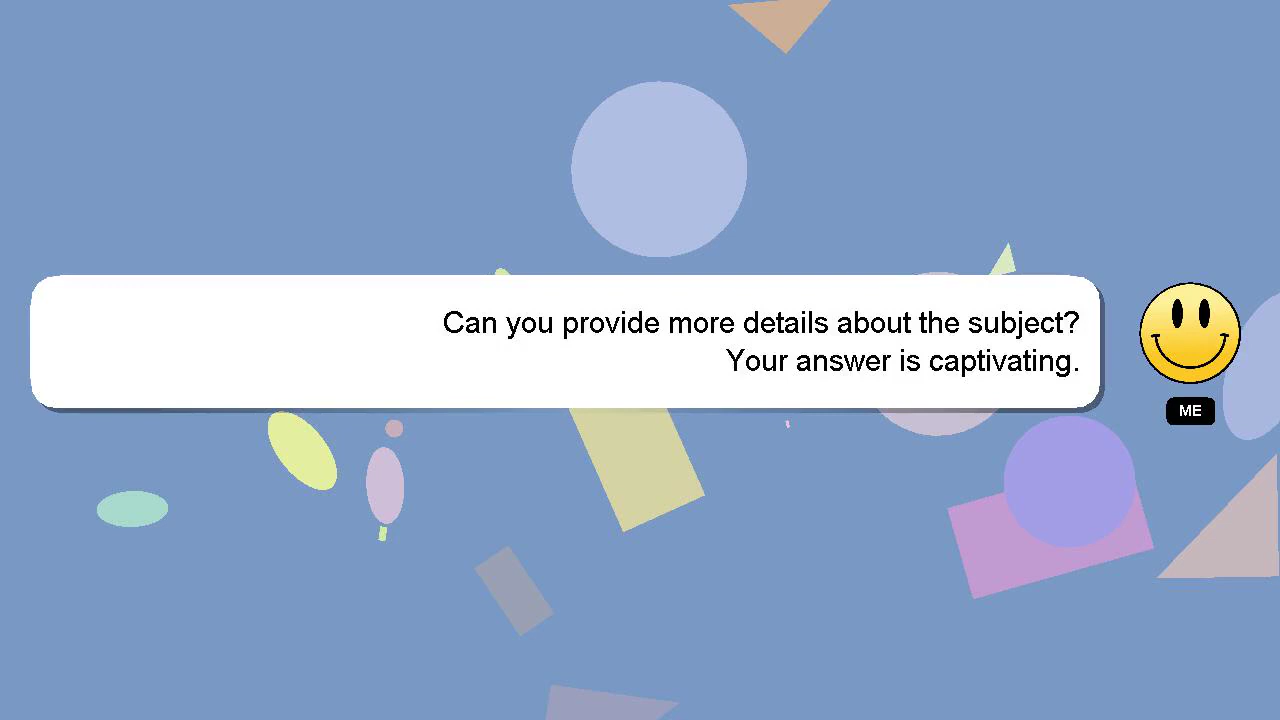 Can you provide more details about the subject?
Your answer is captivating.
ME